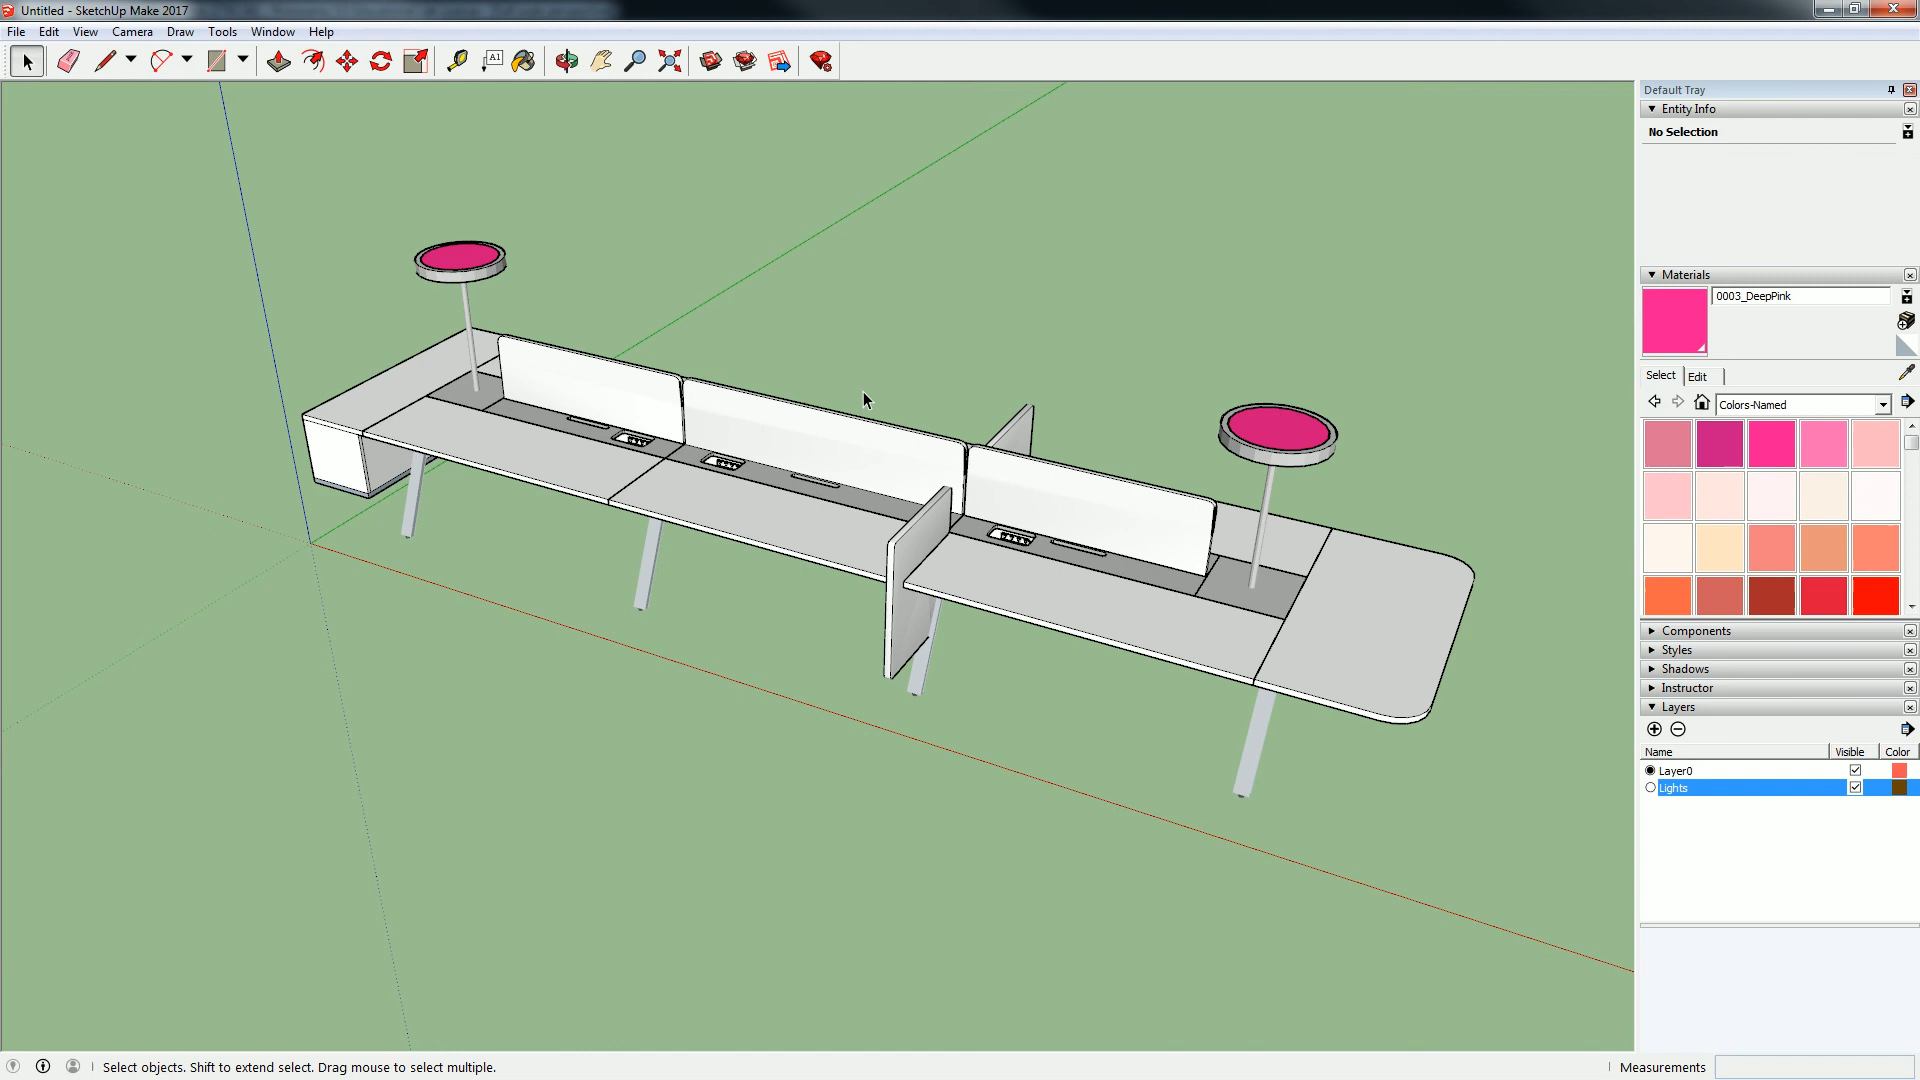 Untitled - SketchUp Make 2017
File Edit View Camera Draw Tools Window Help
A1
Default Tray
Entity Info
No Selection
Materials
0003_DeepPink
Select Edit
Colors-Named
Components
Styles
Shadows
Instructor
Layers
Name Visible Color
Layer0
Lights
Select objects. Shift to extend select. Drag mouse to select multiple.
Measurements